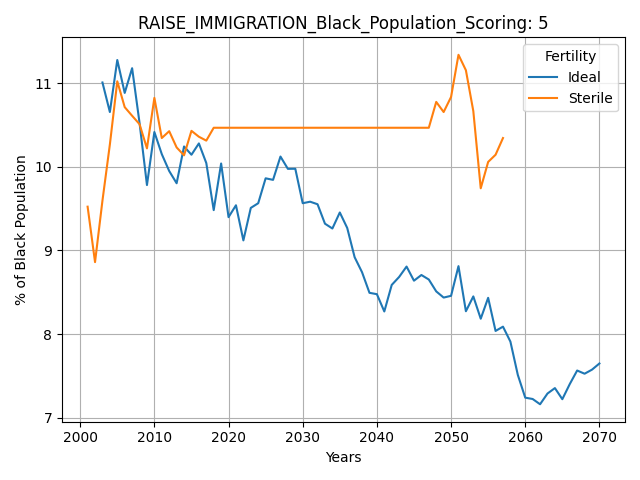 RAISE_IMMIGRATION_Black_Population_Scoring: 5
Fertility
Ideal
Sterile
% of Black Population
11
10
9
8
7
2000 2010 2020 2030 2040 2050 2060 2070
Years